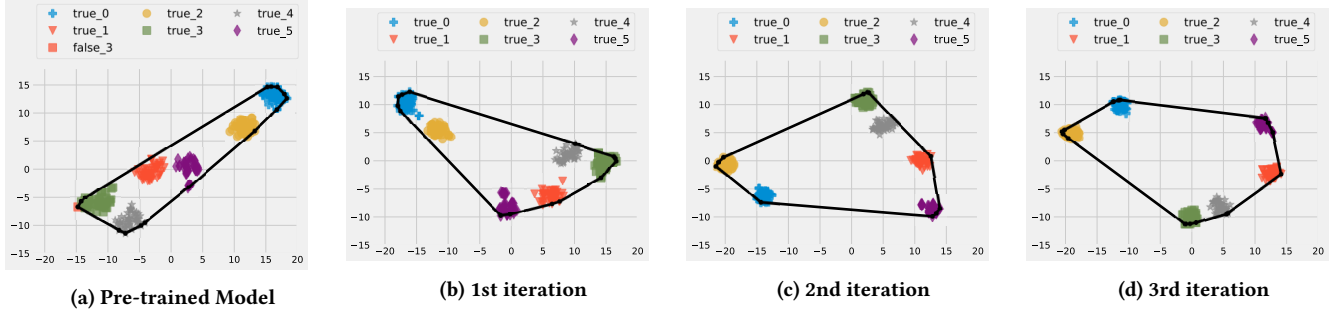 true_0 true_2 true_4
true_1 true_3 true_5
false_3
15
10
5
0
−5
−10
−15
−20 −15 −10 −5 0 5 10 15 20
(a) Pre-trained Model
true_0 true_2 true_4
true_1 true_3 true_5
15
10
5
0
−5
−10
−15
−20 −15 −10 −5 0 5 10 15 20
(b) 1st iteration
true_0 true_2 true_4
true_1 true_3 true_5
15
10
5
0
−5
−10
−15
−20 −15 −10 −5 0 5 10 15 20
(c) 2nd iteration
true_0 true_2 true_4
true_1 true_3 true_5
15
10
5
0
−5
−10
−15
−20 −15 −10 −5 0 5 10 15 20
(d) 3rd iteration